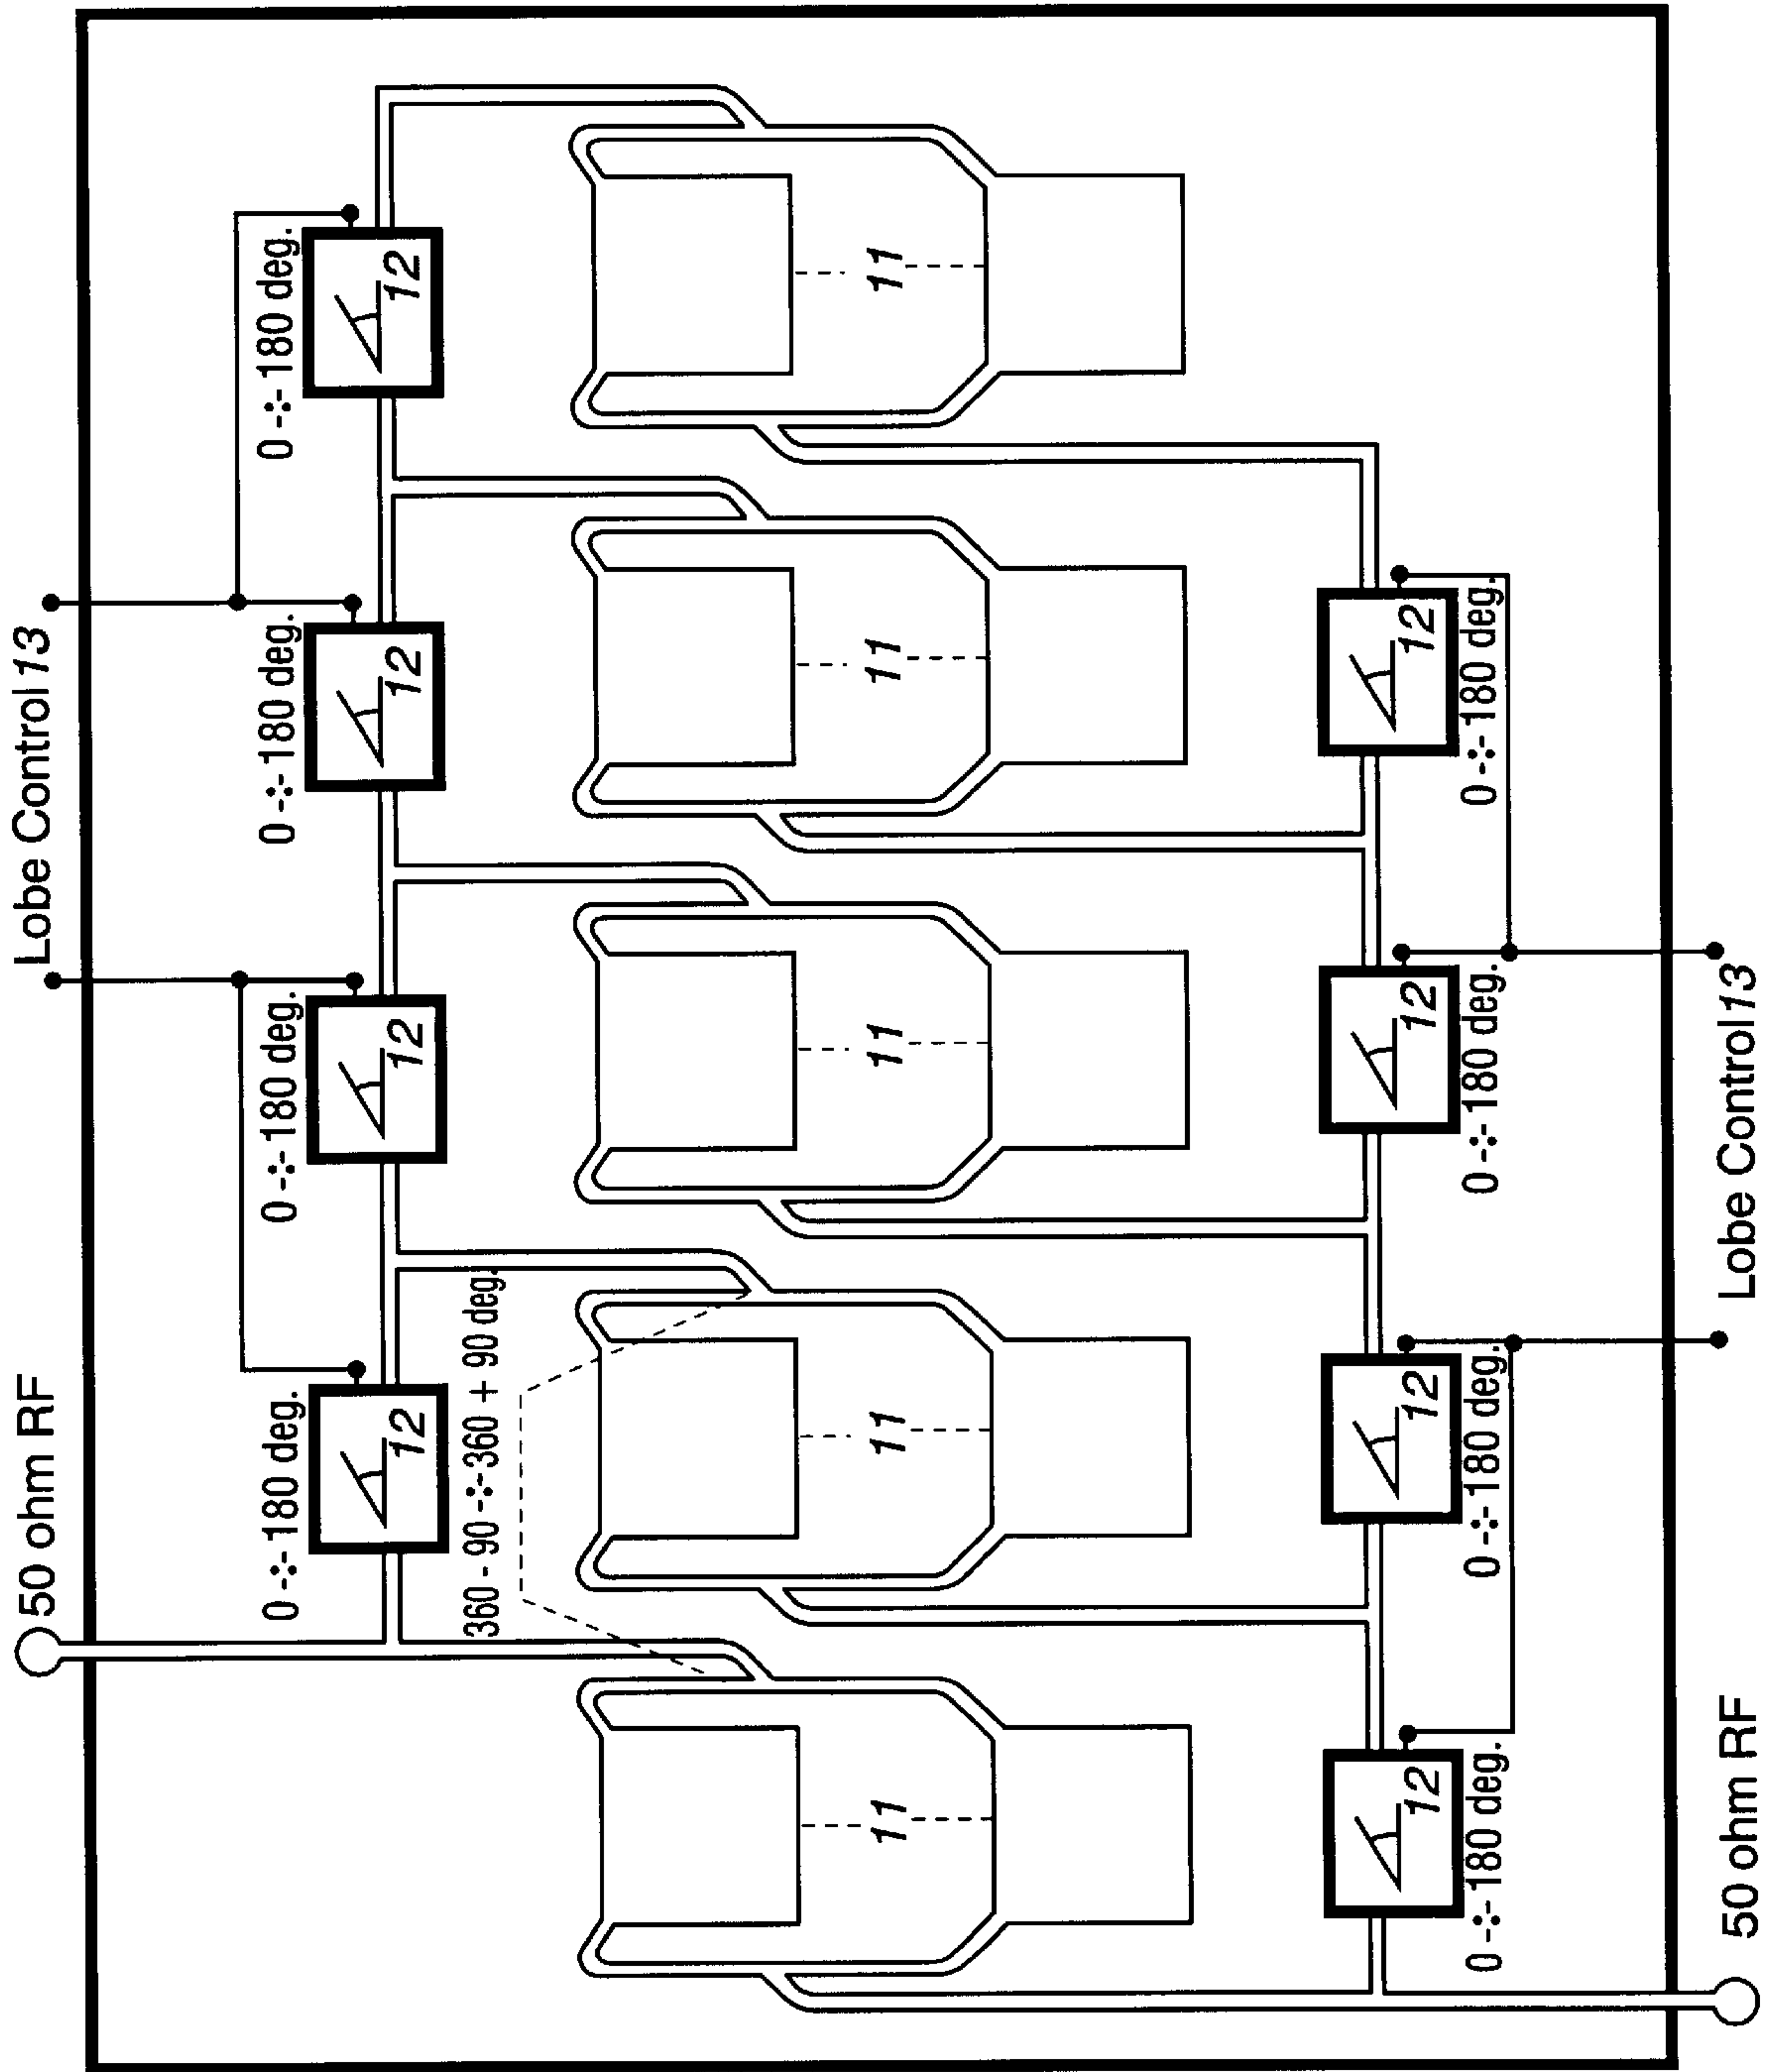 Lobe Control 13
50 ohm RF
0 -:- 180 deg.
0 -:- 180 deg.
0 -:- 180 deg.
0 -:- 180 deg.
12
12
12
12
360 - 90 -:- 360 + 90 deg.
11
11
11
11
11
12
12
12
12
0 -:- 180 deg.
0 -:- 180 deg.
0 -:- 180 deg.
0 -:- 180 deg.
50 ohm RF
Lobe Control 13